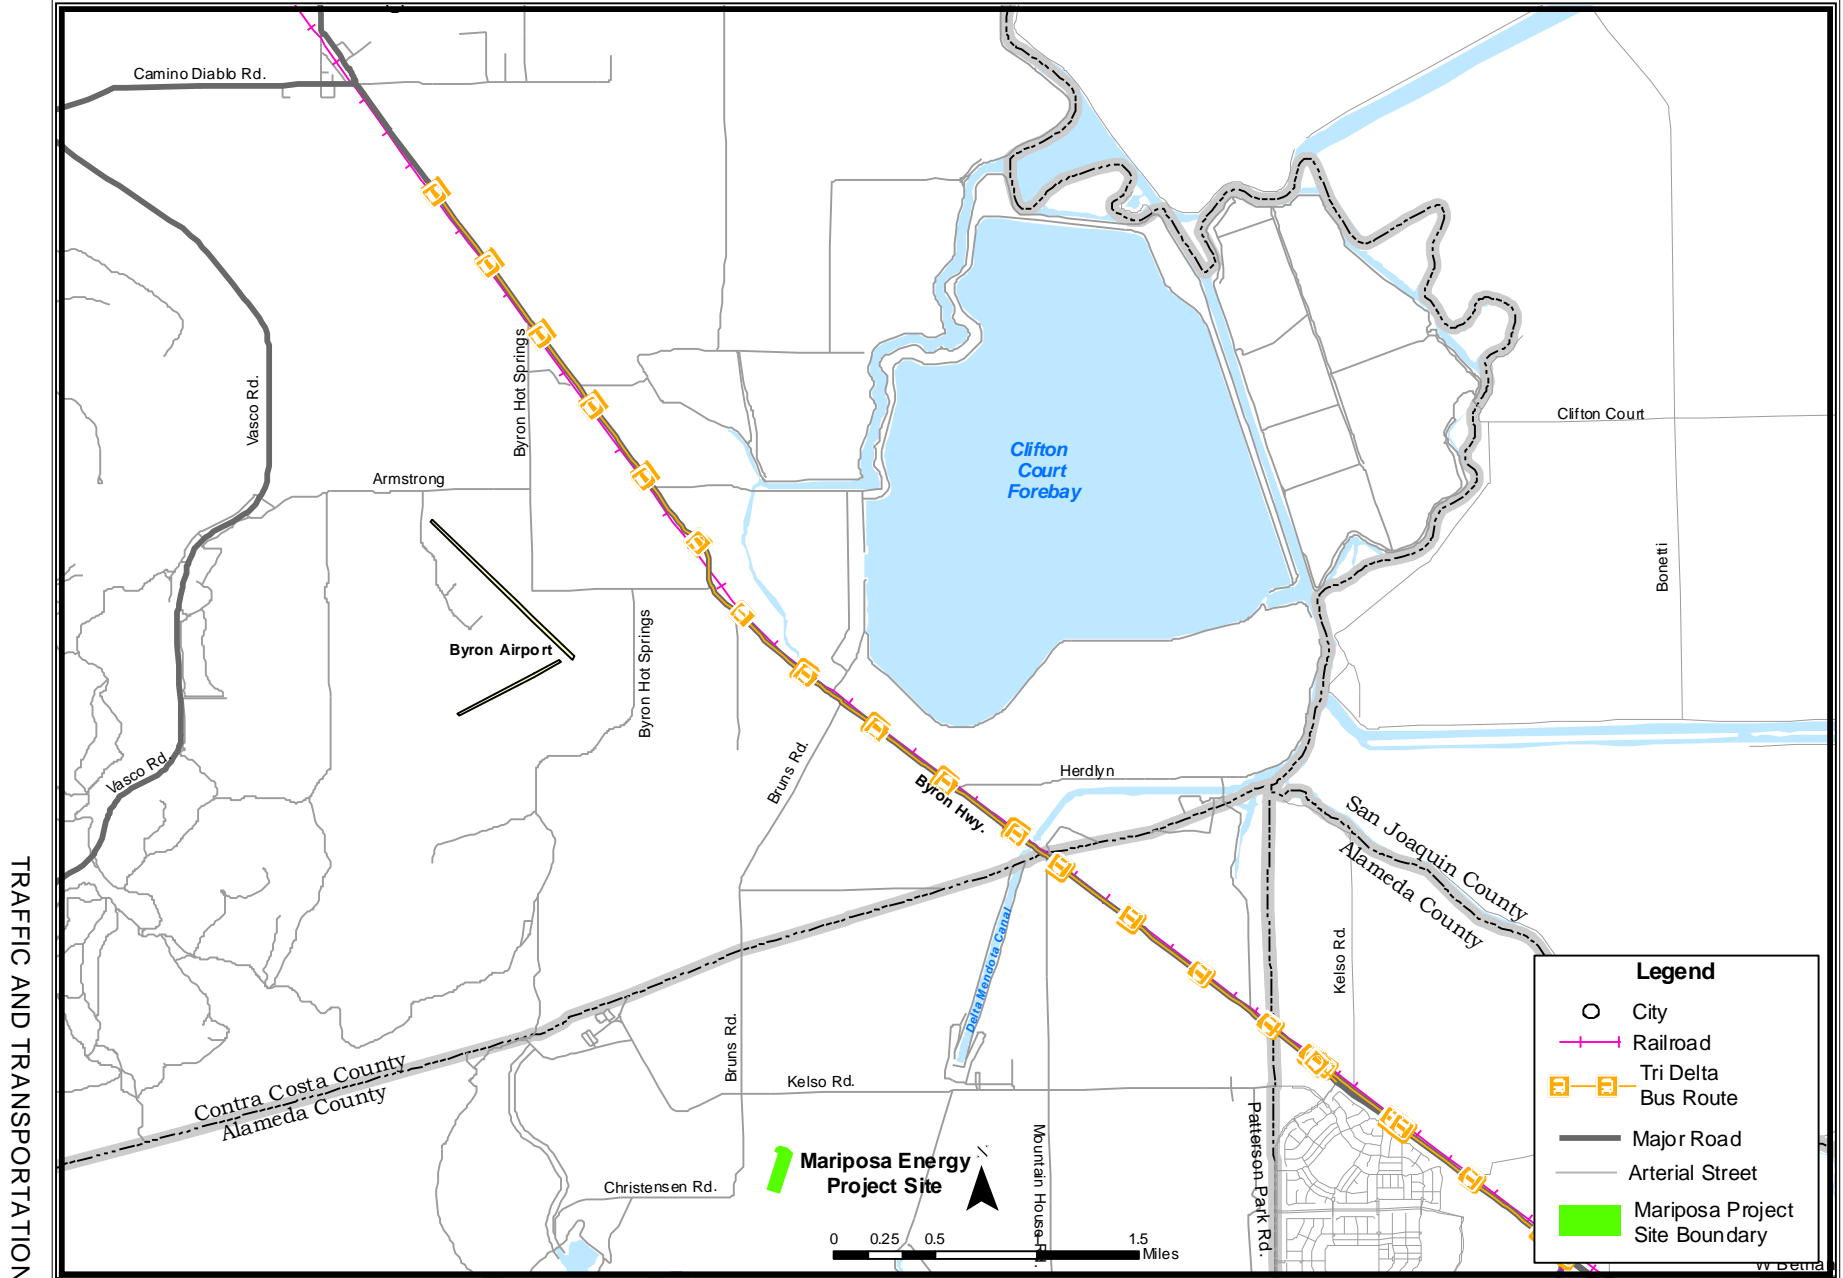 Camino Diablo Rd.
Vasco Rd.
Byron Hot Springs
Armstrong
Clifton
Court
Forebay
Clifton Court
Bonetti
Byron Airport
Byron Hot Springs
Vasco Rd.
Bruns Rd.
Herdlyn
Byron Hwy.
San Joaquin County
Alameda County
Delta Mendota Canal
Kelso Rd.
Contra Costa County
Alameda County
Bruns Rd.
Kelso Rd.
Christensen Rd.
Mariposa Energy
Project Site
Mountain House Rd.
Patterson Park Rd.
0 0.25 0.5 1.5
Miles
Legend
City
Railroad
Tri Delta
Bus Route
Major Road
Arterial Street
Mariposa Project
Site Boundary
TRAFFIC AND TRANSPORTATION